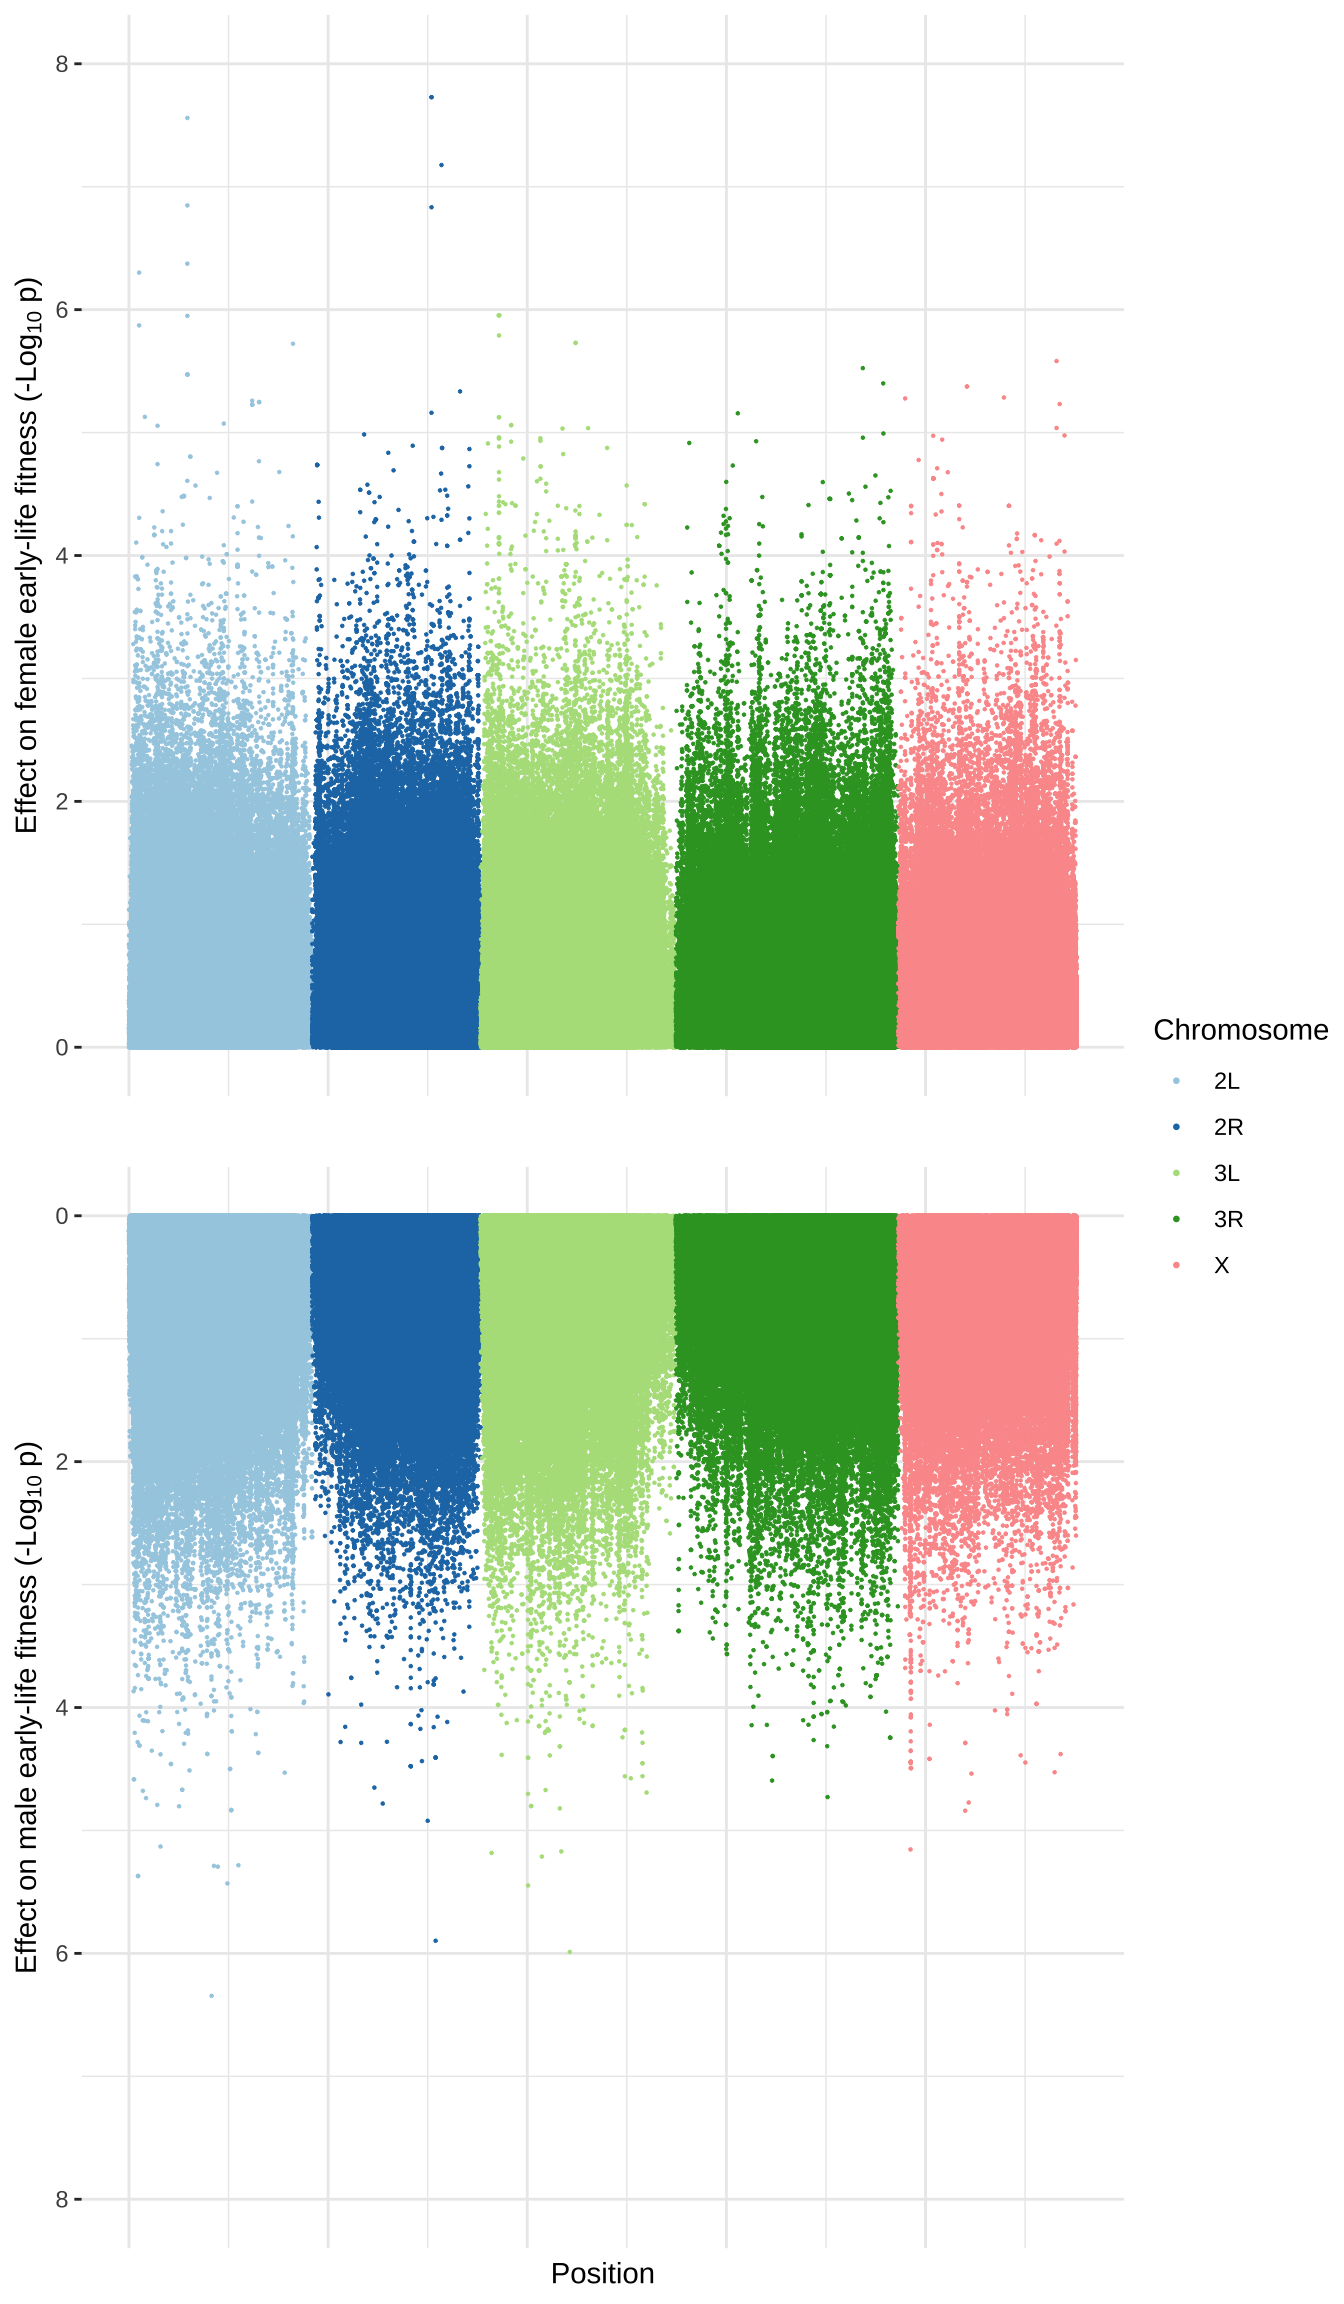 Effect on female early-life fitness (-Log10 p)
8
6
4
2
0
Chromosome
2L
2R
3L
3R
X
Effect on male early-life fitness (-Log10 p)
0
2
4
6
8
Position